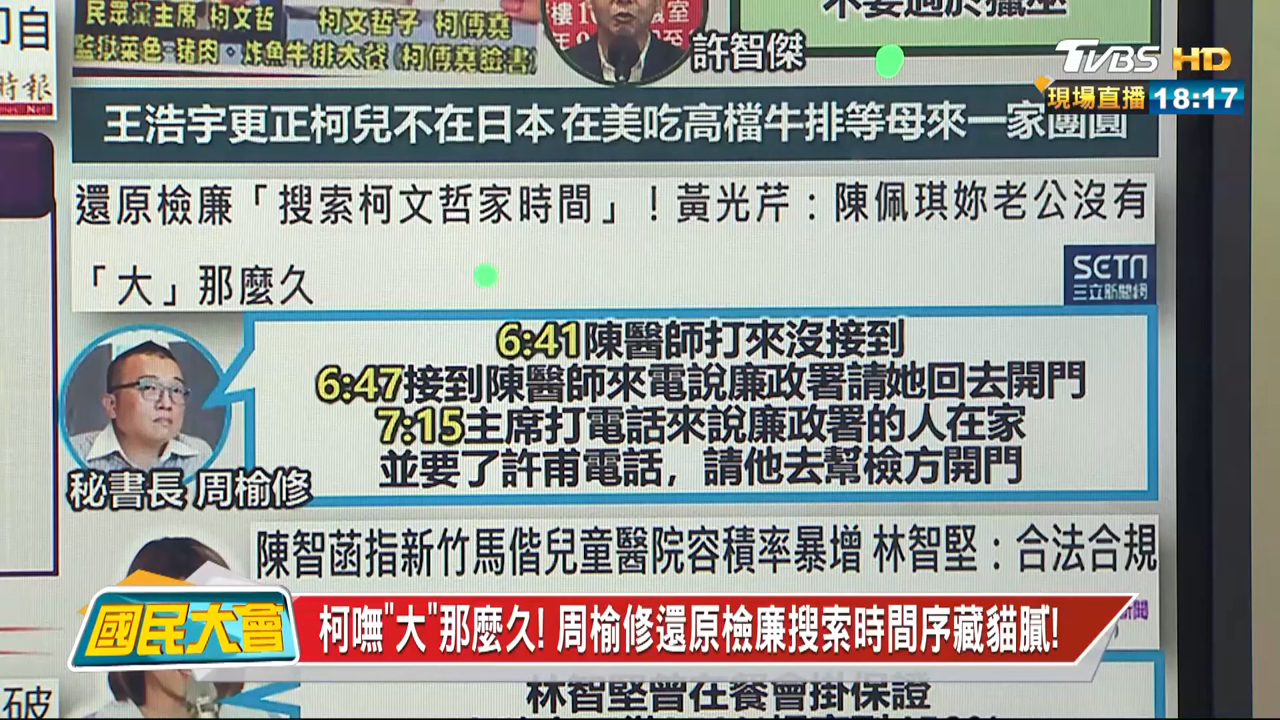 民眾黨主席 柯文哲
柯文哲子 柯傅堯
監獄菜色-豬肉。炸魚牛排大餐(柯傅堯臉書)
不要過於獵巫
許智傑
TVBS HD
現場直播 18:17
王浩宇更正柯兒不在日本 在美吃高檔牛排等母來一家團圓
還原檢廉「搜索柯文哲家時間」！黃光芹：陳佩琪妳老公沒有
「大」那麼久
SETN
三立新聞網
6:41陳醫師打來沒接到
6:47接到陳醫師來電說廉政署請她回去開門
7:15主席打電話來說廉政署的人在家
並要了許甫電話，請他去幫檢方開門
秘書長 周榆修
陳智菡指新竹馬偕兒童醫院容積率暴增 林智堅：合法合規
國民大會
柯嘸"大"那麼久! 周榆修還原檢廉搜索時間序藏貓膩!
林智堅曾在餐會掛保證
破